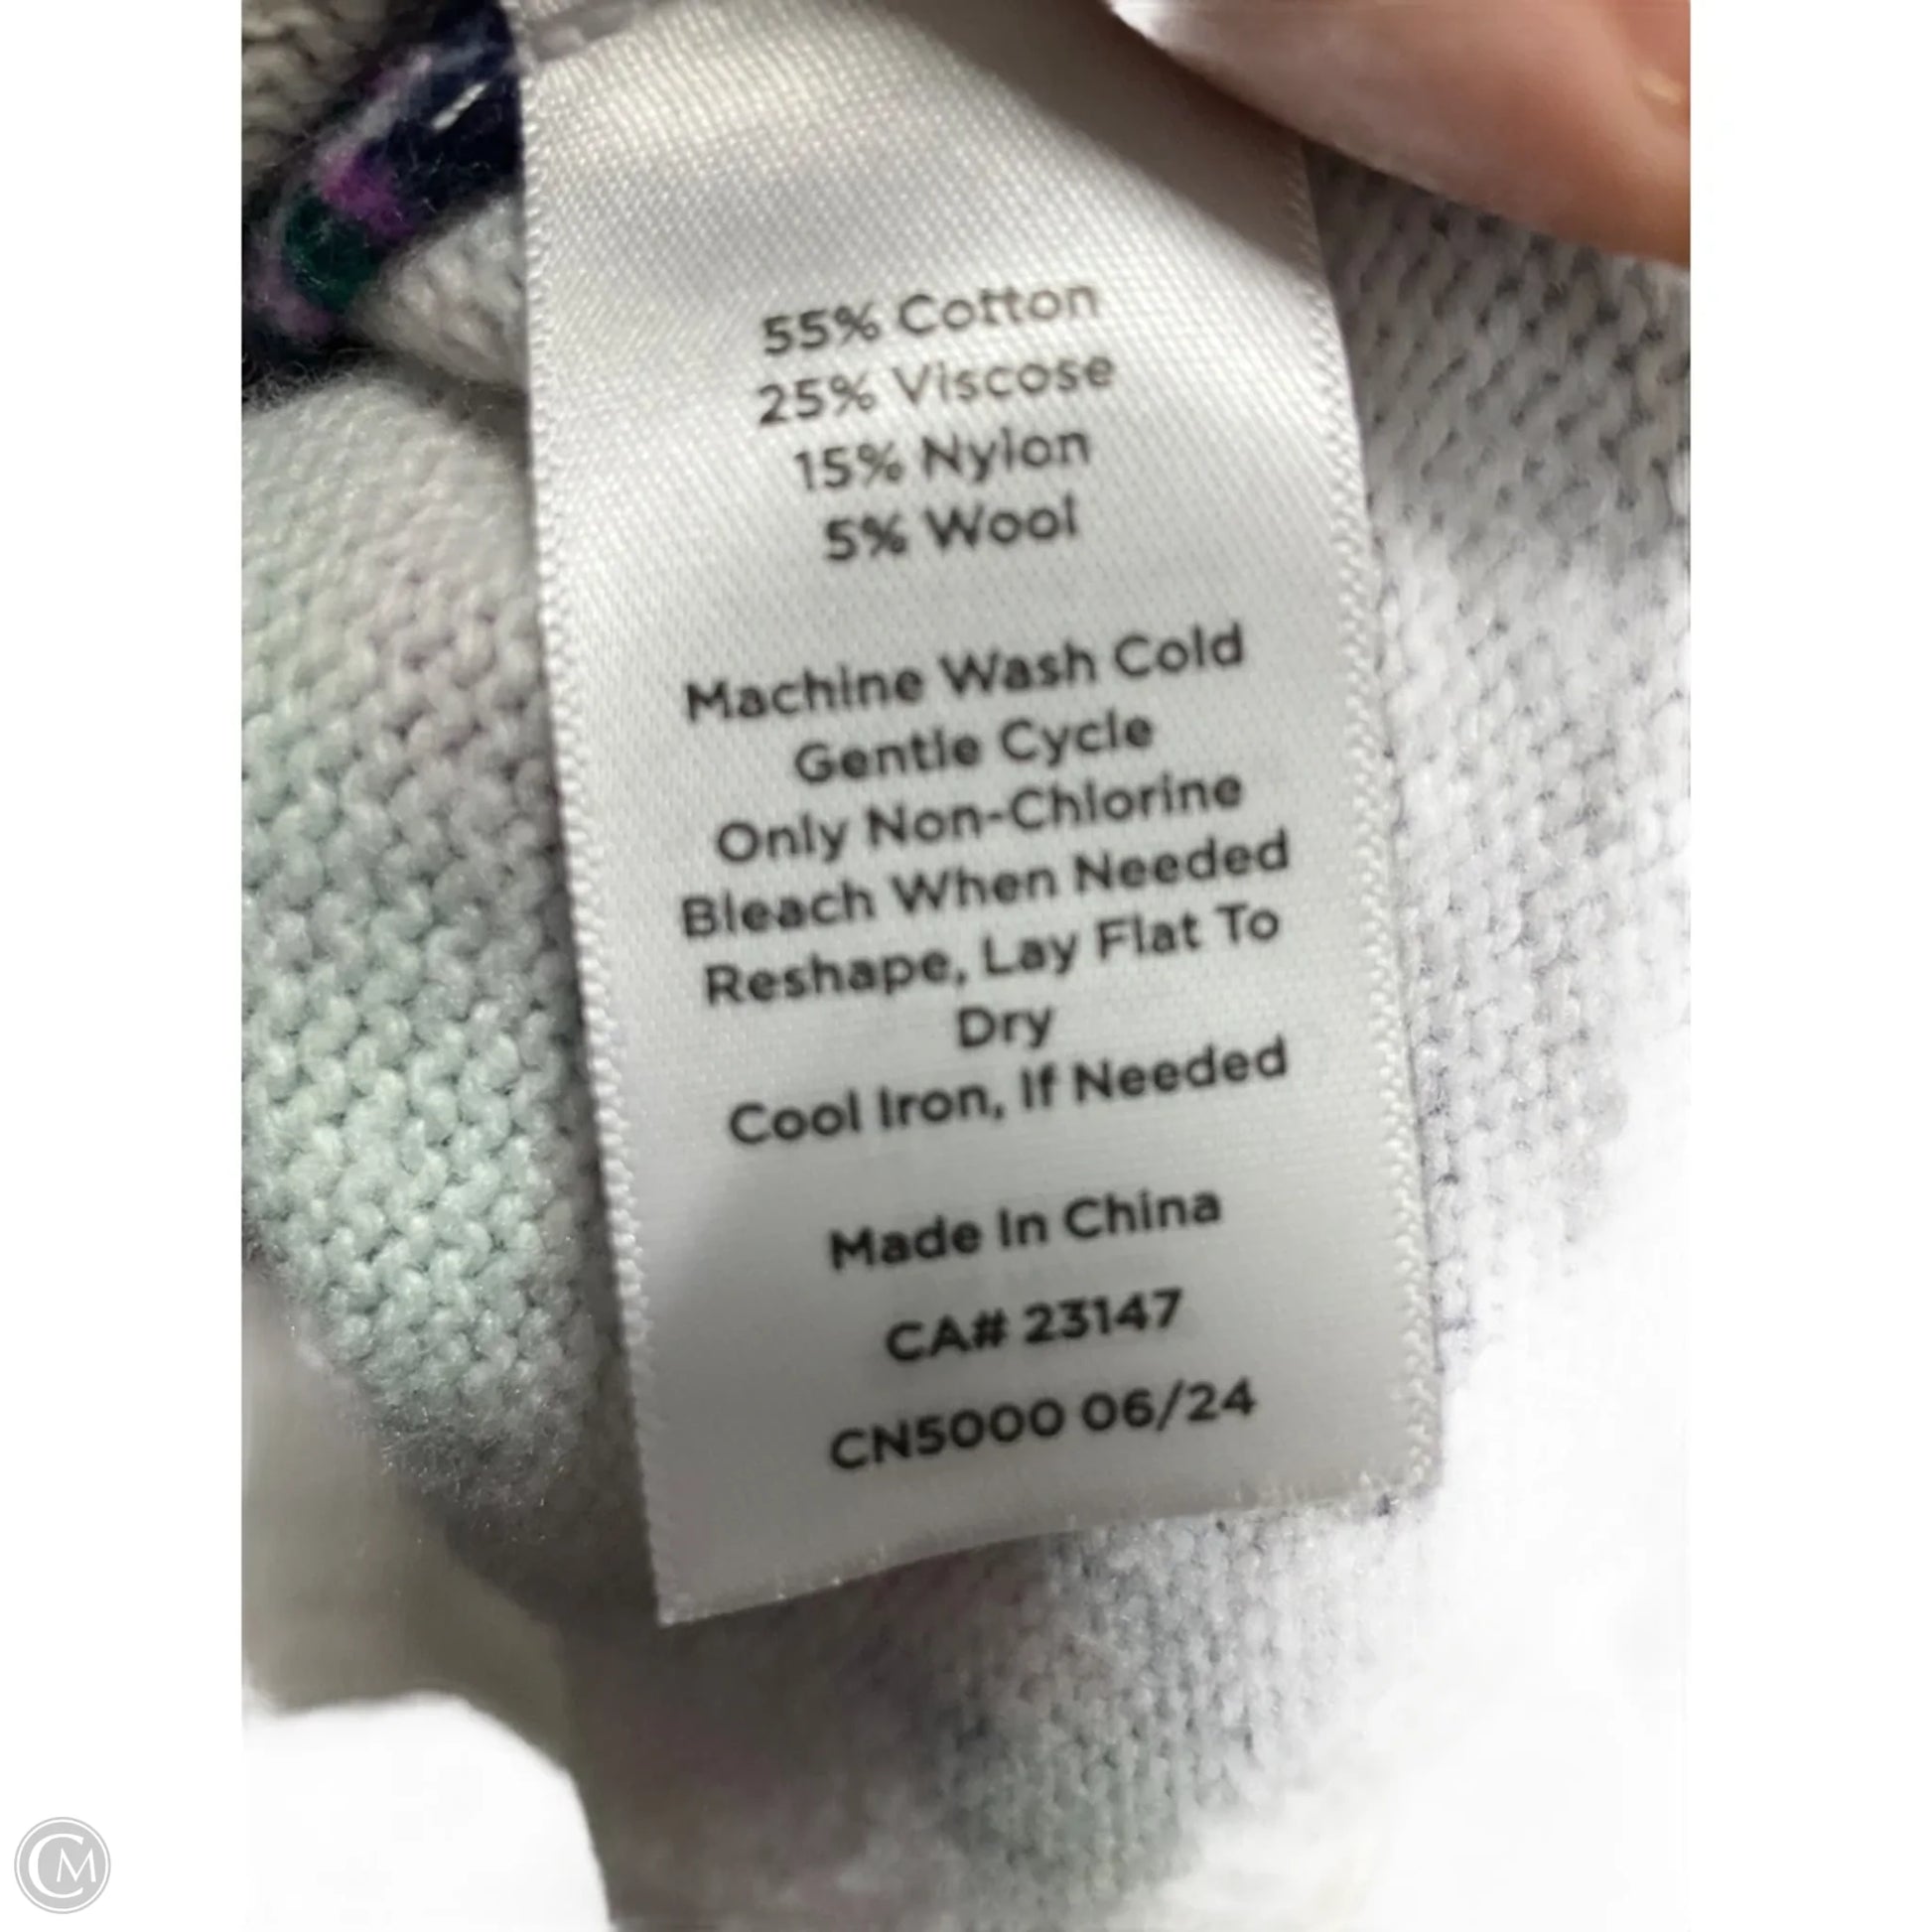 55% Cotton
25% Viscose
15% Nylon
5% Wool
Machine Wash Cold
Gentle Cycle
Only Non-Chlorine
Bleach When Needed
Reshape, Lay Flat To
Dry
Cool Iron, If Needed
Made In China
CA# 23147
CN5000 06/24
CM